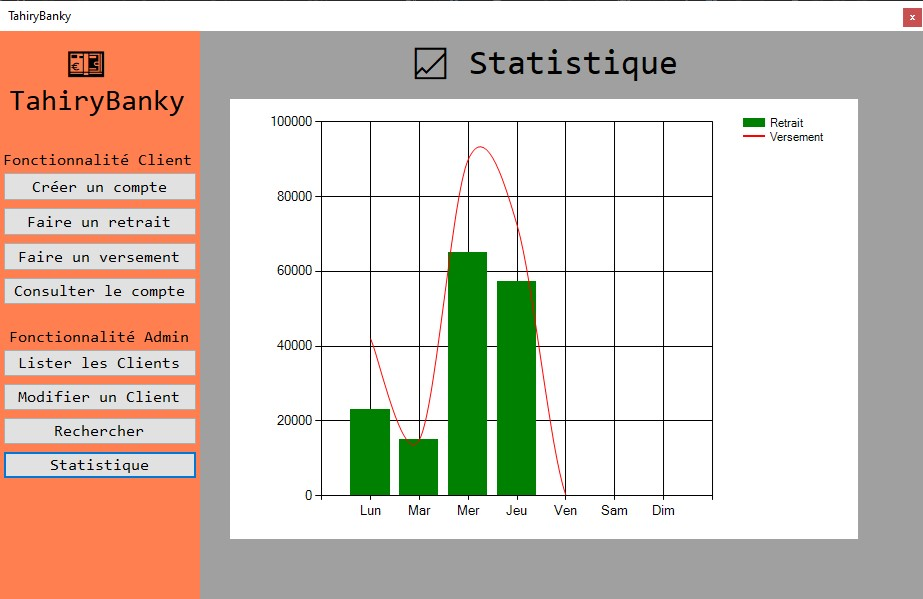 TahiryBanky
x
TahiryBanky
Fonctionnalité Client
Créer un compte
Faire un retrait
Faire un versement
Consulter le compte
Fonctionnalité Admin
Lister les Clients
Modifier un Client
Rechercher
Statistique
Statistique
100000
80000
60000
40000
20000
0
Lun Mar Mer Jeu Ven Sam Dim
Retrait
Versement